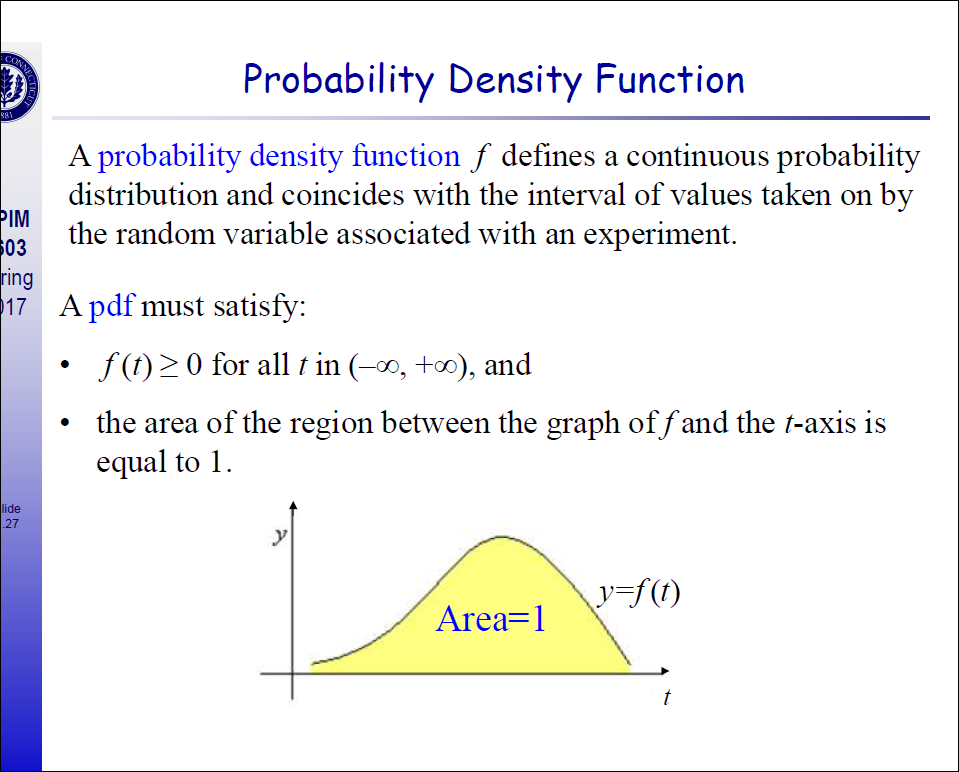 Probability Density Function
A probability density function f defines a continuous probability
distribution and coincides with the interval of values taken on by
the random variable associated with an experiment.
PIM
603
ring
017
A pdf must satisfy:
• f (t) ≥ 0 for all t in (–∞, +∞), and
• the area of the region between the graph of f and the t-axis is
equal to 1.
lide
.27
y
y=f (t)
Area=1
t